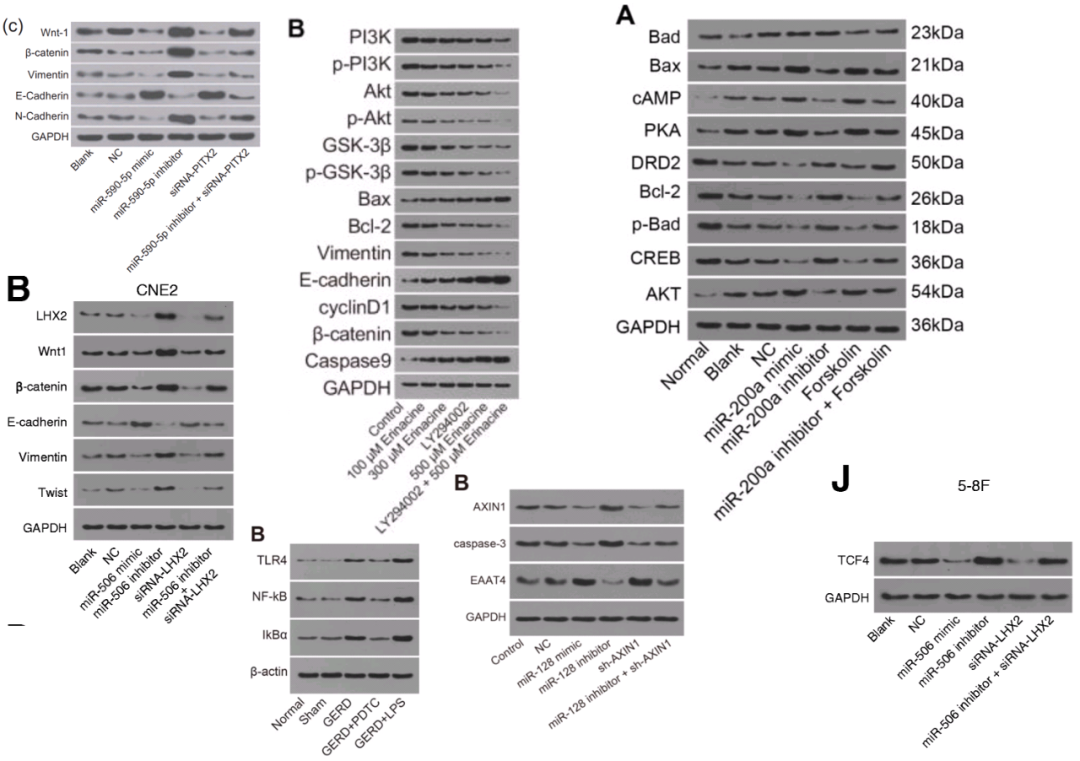 (c)
Wnt-1
β-catenin
Vimentin
E-Cadherin
N-Cadherin
GAPDH
Blank
NC
miR-590-5p mimic
miR-590-5p inhibitor
siRNA-PITX2
miR-590-5p inhibitor + siRNA-PITX2
B
PI3K
p-PI3K
Akt
p-Akt
GSK-3β
p-GSK-3β
Bax
Bcl-2
Vimentin
E-cadherin
cyclinD1
β-catenin
Caspase9
GAPDH
Control
100 μM Erinacine
300 μM Erinacine
LY294002
500 μM Erinacine
LY294002 + 500 μM Erinacine
A
Bad 23kDa
Bax 21kDa
cAMP 40kDa
PKA 45kDa
DRD2 50kDa
Bcl-2 26kDa
p-Bad 18kDa
CREB 36kDa
AKT 54kDa
GAPDH 36kDa
Normal
Blank
NC
miR-200a mimic
miR-200a inhibitor
Forskolin
miR-200a inhibitor + Forskolin
B
CNE2
LHX2
Wnt1
β-catenin
E-cadherin
Vimentin
Twist
GAPDH
Blank
NC
miR-506 mimic
miR-506 inhibitor
siRNA-LHX2
miR-506 inhibitor
+
siRNA-LHX2
B
TLR4
NF-kB
IkBα
β-actin
Normal
Sham
GERD
GERD+PDTC
GERD+LPS
B
AXIN1
caspase-3
EAAT4
GAPDH
Control
NC
miR-128 mimic
miR-128 inhibitor
sh-AXIN1
miR-128 inhibitor + sh-AXIN1
J
5-8F
TCF4
GAPDH
Blank
NC
miR-506 mimic
miR-506 inhibitor
siRNA-LHX2
miR-506 inhibitor + siRNA-LHX2